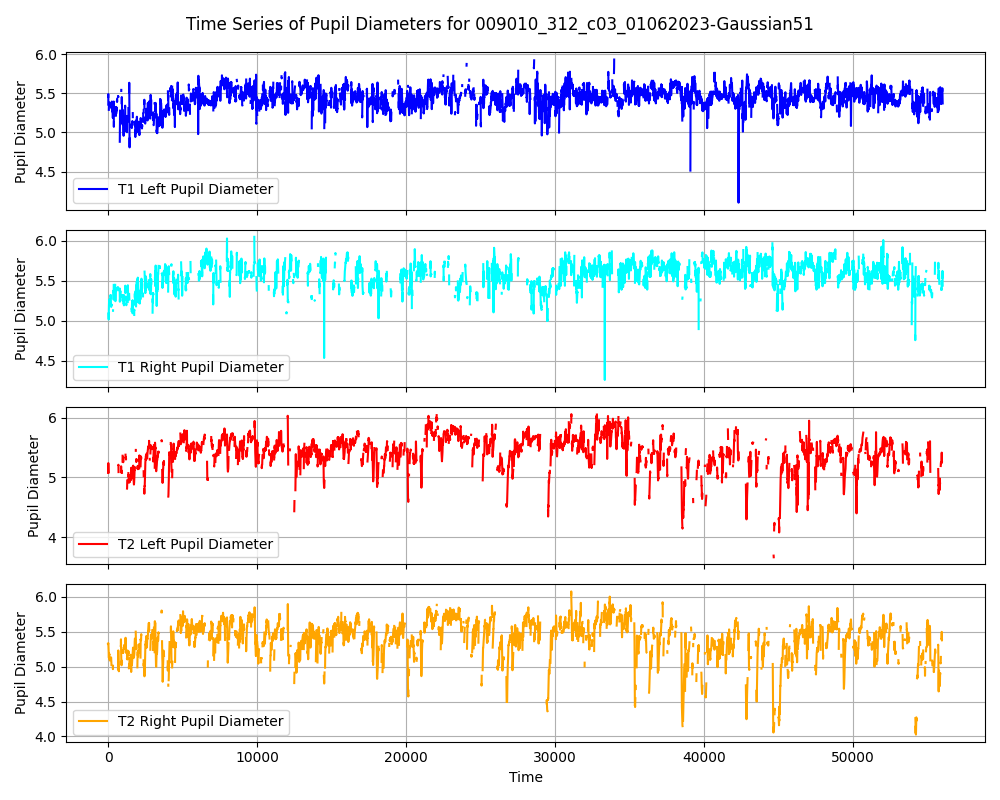 Time Series of Pupil Diameters for 009010_312_c03_01062023-Gaussian51
6.0
5.5
5.0
4.5
Pupil Diameter
T1 Left Pupil Diameter
6.0
5.5
5.0
4.5
Pupil Diameter
T1 Right Pupil Diameter
6
5
4
Pupil Diameter
T2 Left Pupil Diameter
6.0
5.5
5.0
4.5
4.0
Pupil Diameter
T2 Right Pupil Diameter
0 10000 20000 30000 40000 50000
Time